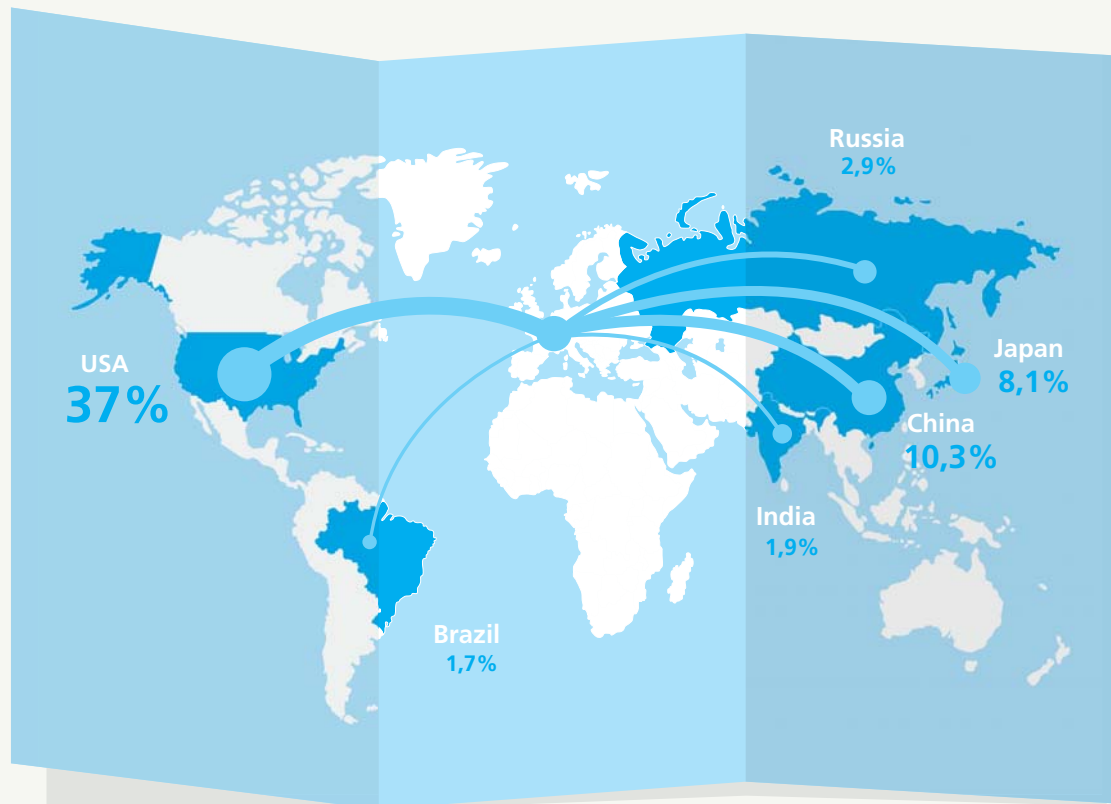 Russia
2,9%
USA
37%
Japan
8,1%
China
10,3%
India
1,9%
Brazil
1,7%